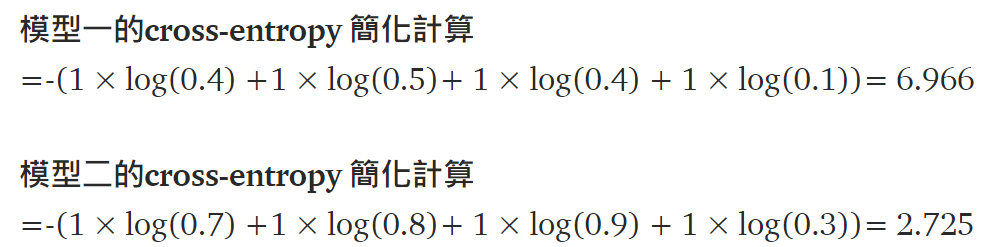 模型一的cross-entropy 簡化計算
=-(1 × log(0.4) +1 × log(0.5)+ 1 × log(0.4) + 1 × log(0.1))= 6.966
模型二的cross-entropy 簡化計算
=-(1 × log(0.7) +1 × log(0.8)+ 1 × log(0.9) + 1 × log(0.3))= 2.725